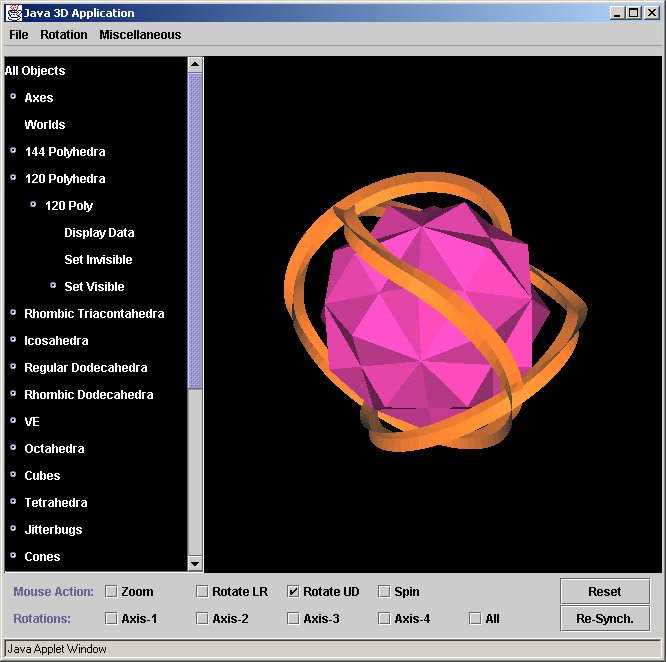 Java 3D Application
File Rotation Miscellaneous
All Objects
Axes
Worlds
144 Polyhedra
120 Polyhedra
120 Poly
Display Data
Set Invisible
Set Visible
Rhombic Triacontahedra
Icosahedra
Regular Dodecahedra
Rhombic Dodecahedra
VE
Octahedra
Cubes
Tetrahedra
Jitterbugs
Cones
Mouse Action: Zoom Rotate LR Rotate UD Spin Reset
Rotations: Axis-1 Axis-2 Axis-3 Axis-4 All Re-Synch.
Java Applet Window